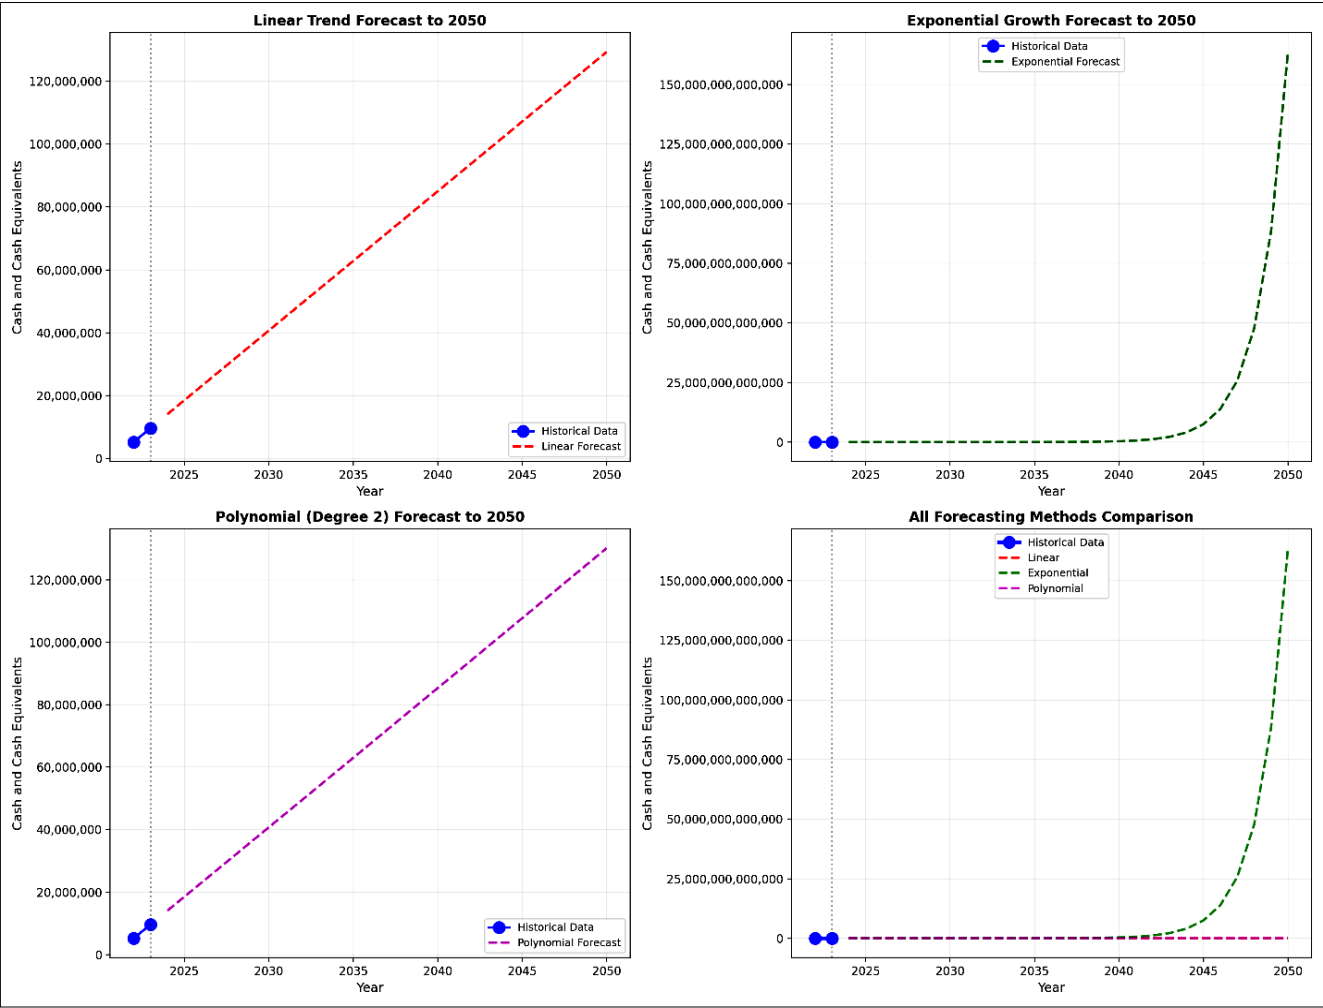 Linear Trend Forecast to 2050
Cash and Cash Equivalents
120,000,000
100,000,000
80,000,000
60,000,000
40,000,000
20,000,000
0
Historical Data
Linear Forecast
2025 2030 2035 2040 2045 2050
Year
Exponential Growth Forecast to 2050
Historical Data
Exponential Forecast
Cash and Cash Equivalents
150,000,000,000,000
125,000,000,000,000
100,000,000,000,000
75,000,000,000,000
50,000,000,000,000
25,000,000,000,000
0
2025 2030 2035 2040 2045 2050
Year
Polynomial (Degree 2) Forecast to 2050
Cash and Cash Equivalents
120,000,000
100,000,000
80,000,000
60,000,000
40,000,000
20,000,000
0
Historical Data
Polynomial Forecast
2025 2030 2035 2040 2045 2050
Year
All Forecasting Methods Comparison
Historical Data
Linear
Exponential
Polynomial
Cash and Cash Equivalents
150,000,000,000,000
125,000,000,000,000
100,000,000,000,000
75,000,000,000,000
50,000,000,000,000
25,000,000,000,000
0
2025 2030 2035 2040 2045 2050
Year